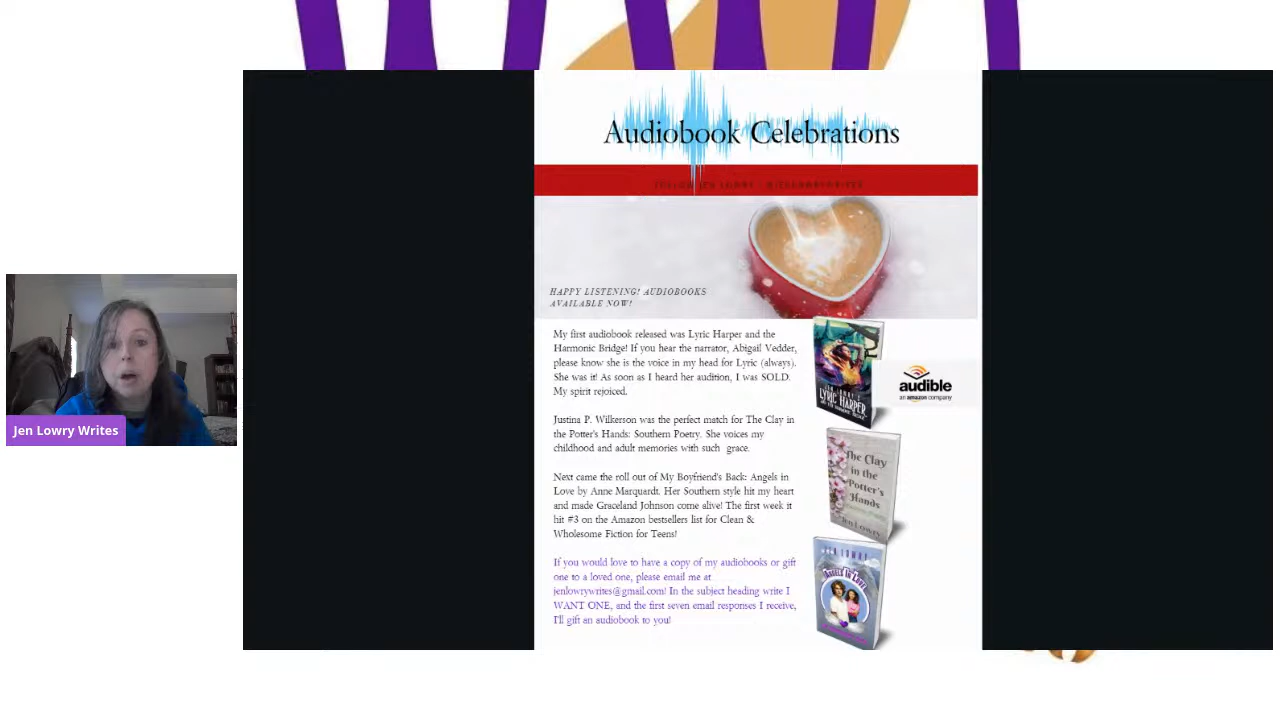 Audiobook Celebrations
HAPPY LISTENING! AUDIOBOOKS
AVAILABLE NOW!
My first audiobook released was Lyric Harper and the
Harmonic Bridge! If you hear the narrator, Abigail Vedder,
please know she is the voice in my head for Lyric (always).
She was it! As soon as I heard her audition, I was SOLD.
My spirit rejoiced.
Justina P. Wilkerson was the perfect match for The Clay in
the Potter's Hands: Southern Poetry. She voices my
childhood and adult memories with such grace.
Next came the roll out of My Boyfriend's Back: Angels in
Love by Anne Marquardt. Her Southern style hit my heart
and made Graceland Johnson come alive! The first week it
hit #3 on the Amazon bestsellers list for Clean &
Wholesome Fiction for Teens!
If you would love to have a copy of my audiobooks or gift
one to a loved one, please email me at
jenlowrywrites@gmail.com! In the subject heading write I
WANT ONE, and the first seven email responses I receive,
I'll gift an audiobook to you!
LYRIC HARPER
audible
an amazon company
The Clay
in the
Potter's
Hands
Jen Lowry
JEN LOWRY
ANGELS IN LOVE
Jen Lowry Writes